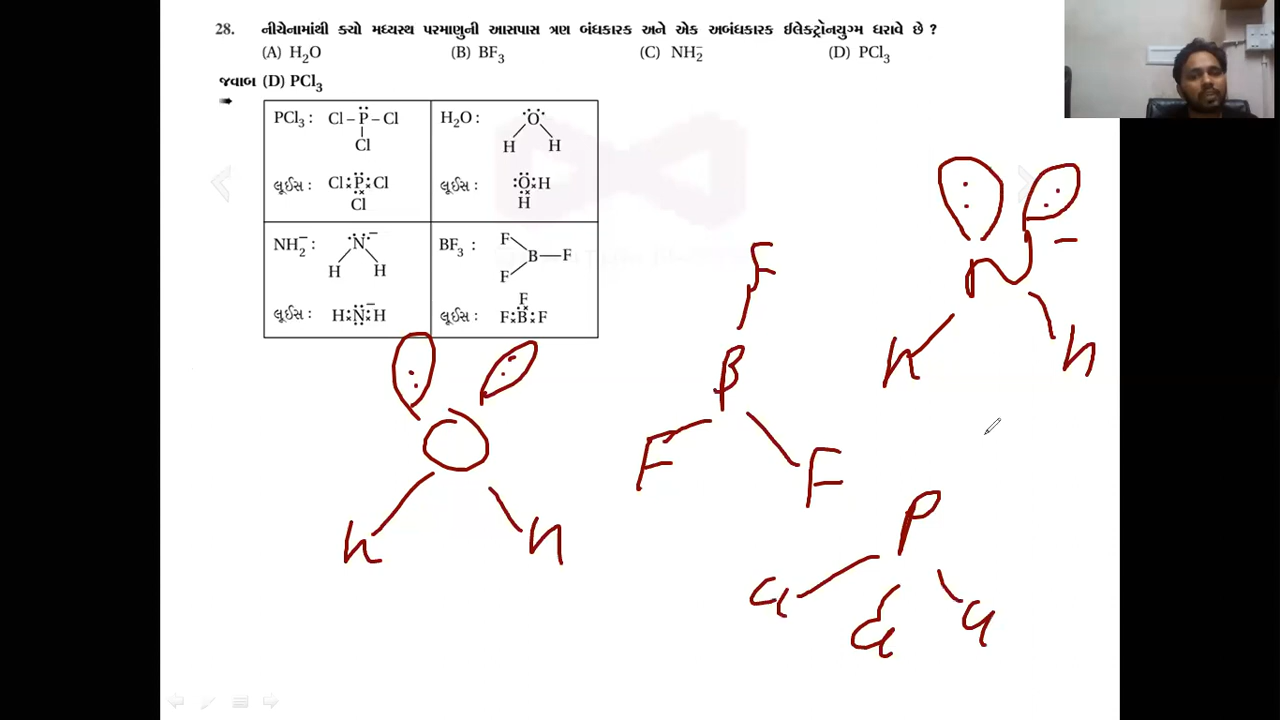 28. નીચેનામાંથી ક્યો મધ્યસ્થ પરમાણુની આસપાસ ત્રણ બંધકારક અને એક અબંધકારક ઈલેક્ટ્રોનયુગ્મ ધરાવે છે ?
(A) H₂O (B) BF₃ (C) NH₂⁻ (D) PCl₃
જવાબ (D) PCl₃
PCl₃ : Cl – P – Cl
Cl
લૂઈસ : Cl P Cl
Cl
H₂O : O
H H
લૂઈસ : O H
H
NH₂⁻ : N⁻
H H
લૂઈસ : H N⁻ H
BF₃ : F
B — F
F
લૂઈસ : F
F B F
F
B
F F
N⁻
H H
O
H H
P
Cl Cl Cl